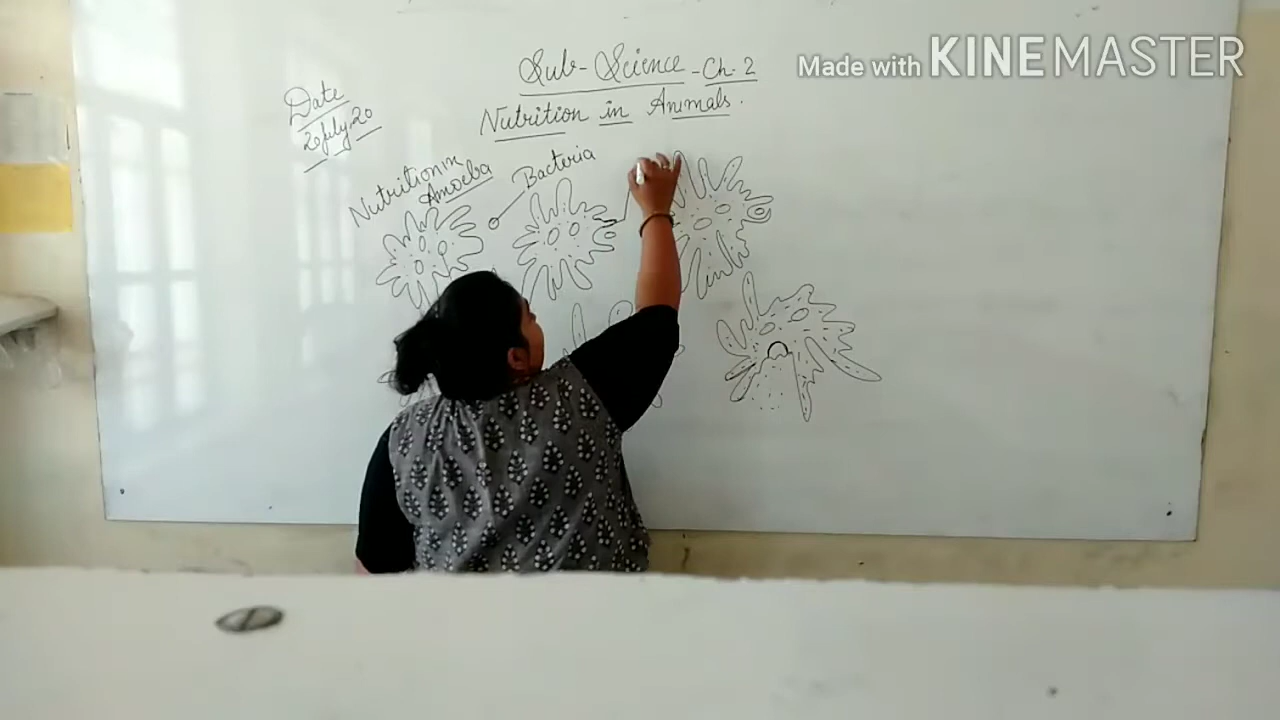 Made with KINEMASTER
Sub-Science - Ch. 2
Nutrition in Animals.
Date
20 July, 20
Nutrition in
Amoeba
Bacteria